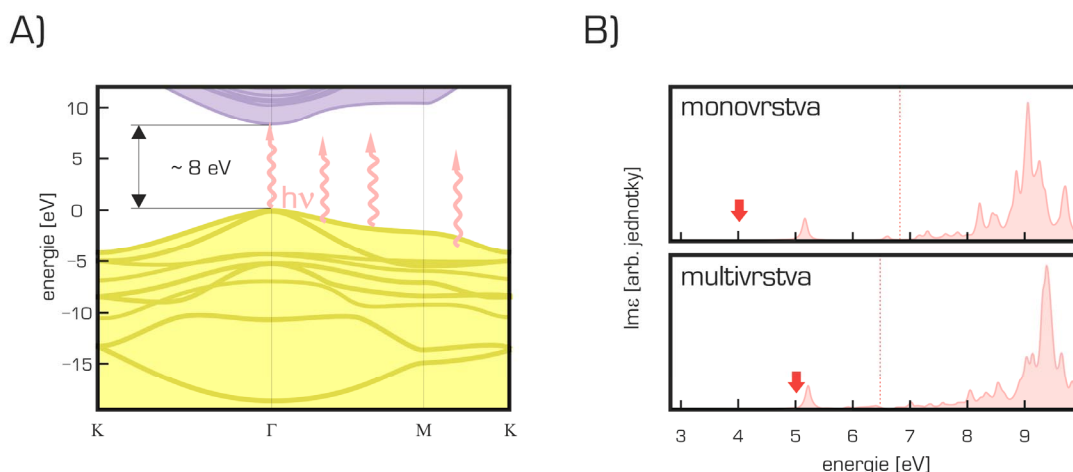 A)
10
5
0
−5
−10
−15
energie [eV]
~ 8 eV
hν
K
Γ
M
K
B)
monovrstva
multivrstva
Imε [arb. jednotky]
3 4 5 6 7 8 9
energie [eV]